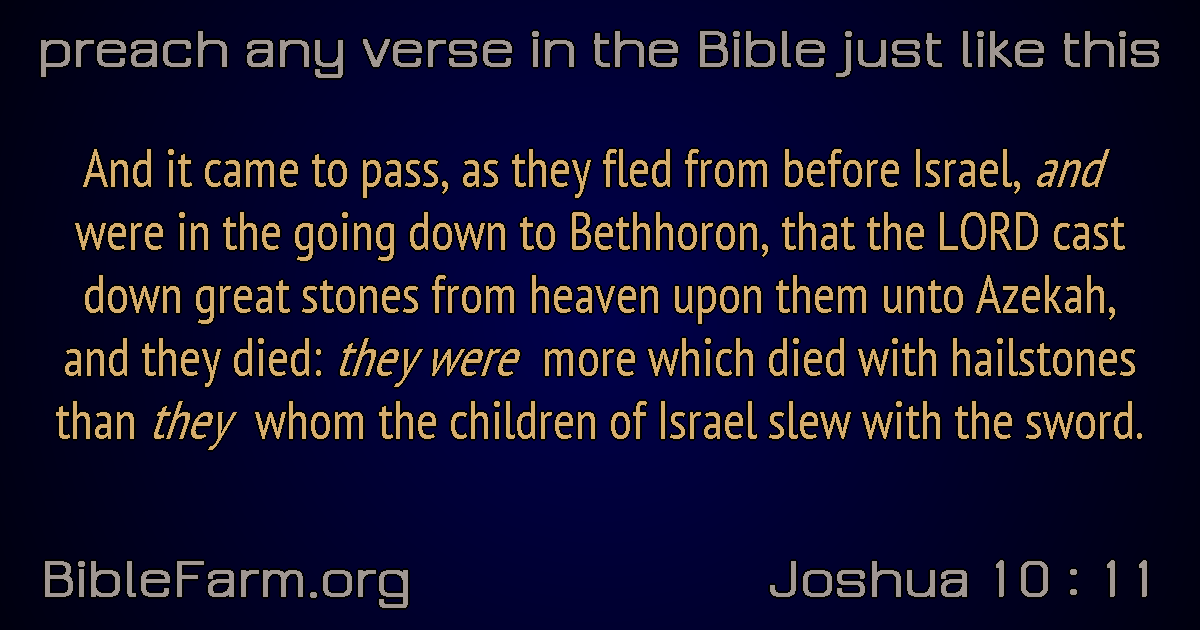 preach any verse in the Bible just like this
And it came to pass, as they fled from before Israel, and
were in the going down to Bethhoron, that the LORD cast
down great stones from heaven upon them unto Azekah,
and they died: they were more which died with hailstones
than they whom the children of Israel slew with the sword.
BibleFarm.org
Joshua 10 : 11